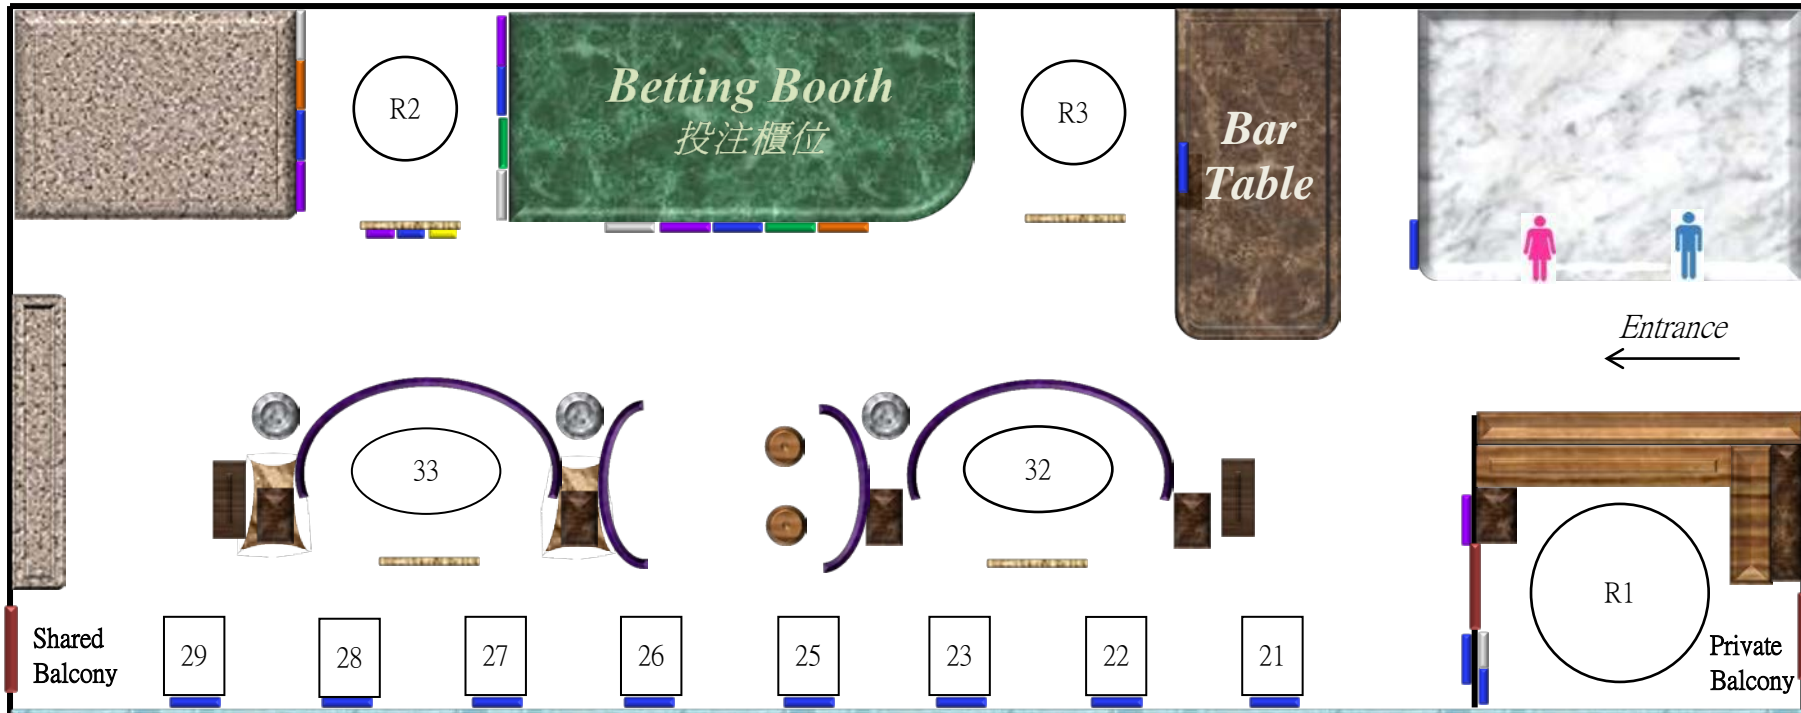 R2
Betting Booth
投注櫃位
R3
Bar
Table
Entrance
33
32
R1
Shared
Balcony
29
28
27
26
25
23
22
21
Private
Balcony